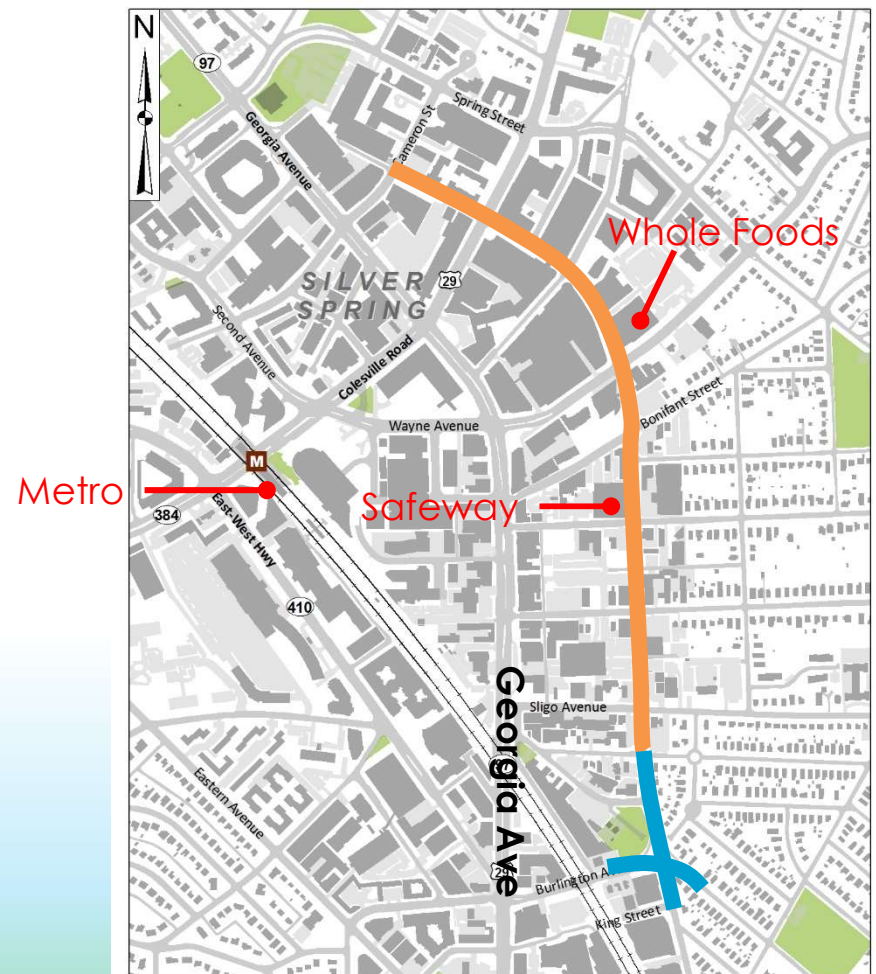 N
97
Spring Street
Cameron St
Georgia Avenue
Whole Foods
SILVER
SPRING
29
Second Avenue
Colesville Road
Bonifant Street
Wayne Avenue
M
Metro
Safeway
384
East-West Hwy
410
Georgia Ave
Sligo Avenue
Eastern Avenue
29
Burlington A
King Street